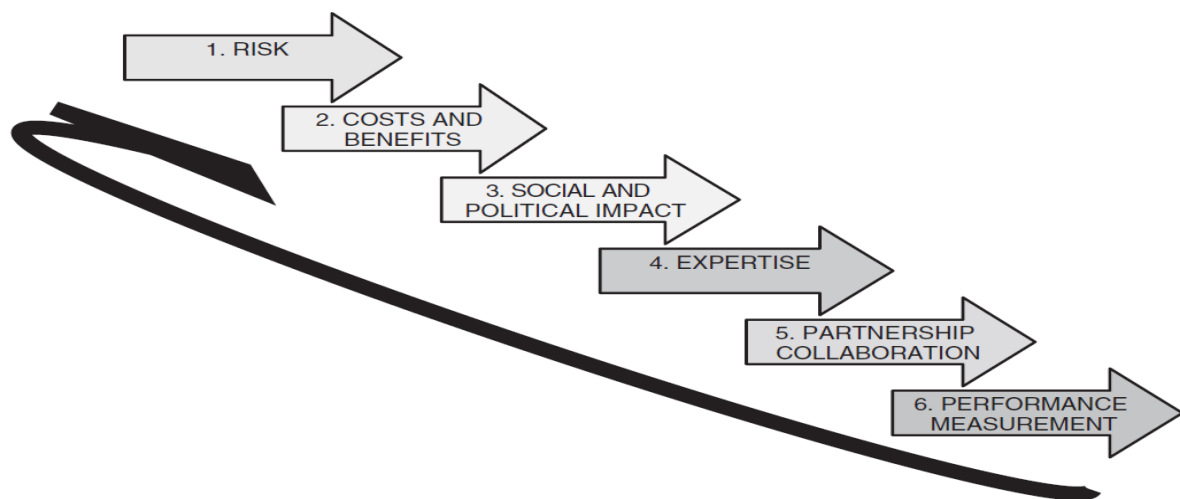 1. RISK
2. COSTS AND
BENEFITS
3. SOCIAL AND
POLITICAL IMPACT
4. EXPERTISE
5. PARTNERSHIP
COLLABORATION
6. PERFORMANCE
MEASUREMENT